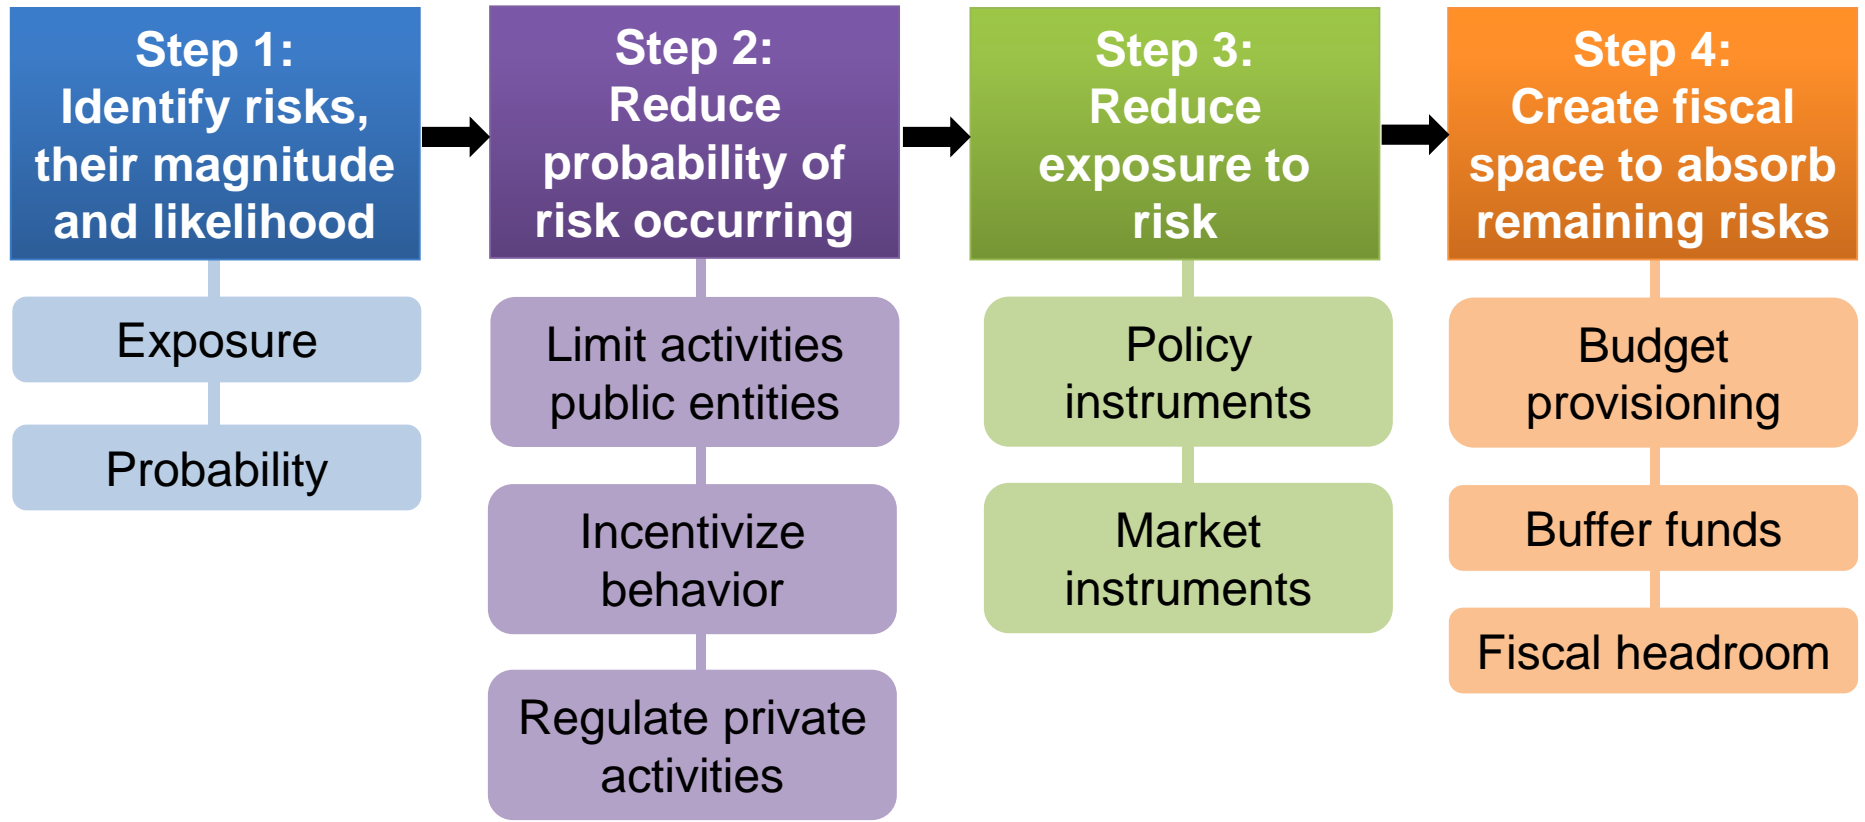 Step 1:
Identify risks,
their magnitude
and likelihood
Exposure
Probability
Step 2:
Reduce
probability of
risk occurring
Limit activities
public entities
Incentivize
behavior
Regulate private
activities
Step 3:
Reduce
exposure to
risk
Policy
instruments
Market
instruments
Step 4:
Create fiscal
space to absorb
remaining risks
Budget
provisioning
Buffer funds
Fiscal headroom